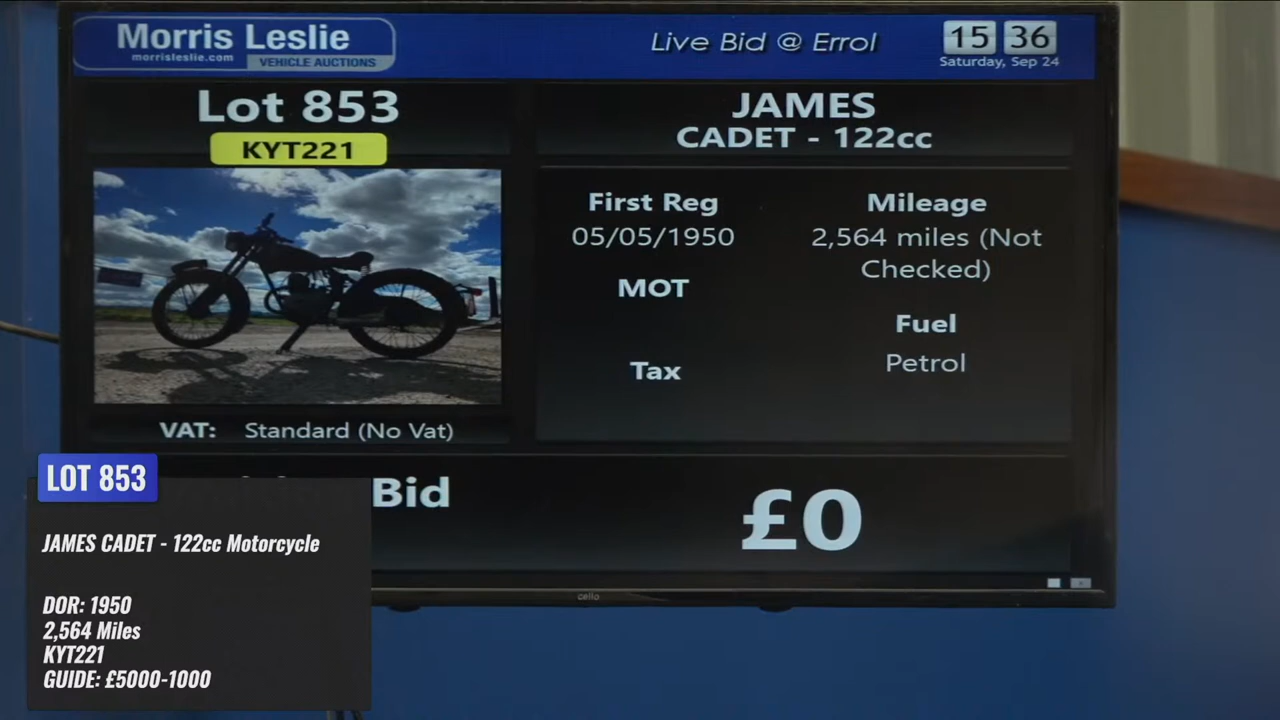 Morris Leslie
morrisleslie.com
VEHICLE AUCTIONS
Live Bid @ Errol
15 36
Saturday, Sep 24
Lot 853
KYT221
JAMES
CADET - 122cc
First Reg
05/05/1950
MOT
Tax
Mileage
2,564 miles (Not
Checked)
Fuel
Petrol
VAT: Standard (No Vat)
Bid
£0
cello
LOT 853
JAMES CADET - 122cc Motorcycle
DOR: 1950
2,564 Miles
KYT221
GUIDE: £5000-1000